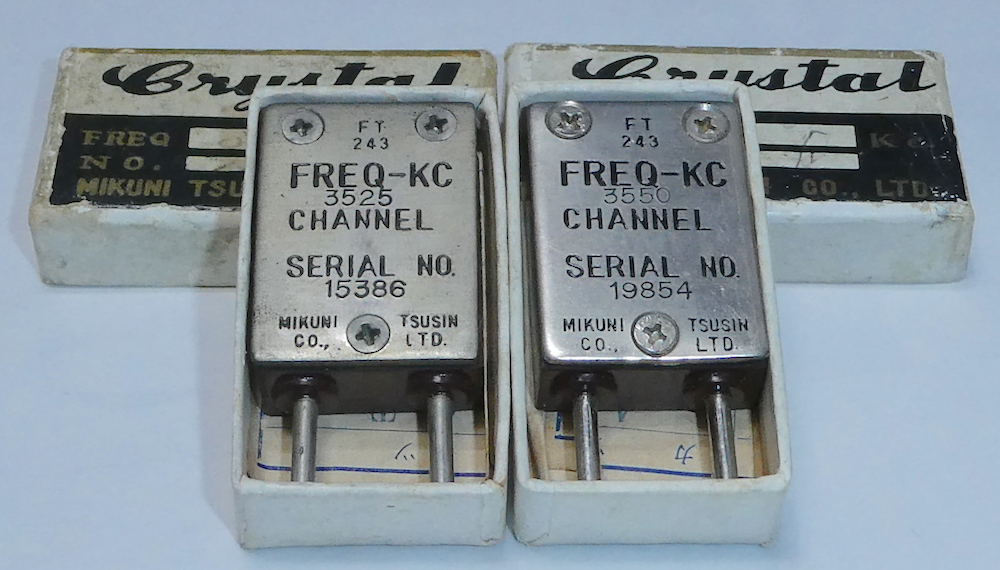 Crystal
FREQ
NO.
MIKUNI TSU
Crystal
KC
CO., LTD.
FT
243
FREQ-KC
3525
CHANNEL
SERIAL NO.
15386
MIKUNI TSUSIN
CO., LTD.
FT
243
FREQ-KC
3550
CHANNEL
SERIAL NO.
19854
MIKUNI TSUSIN
CO., LTD.